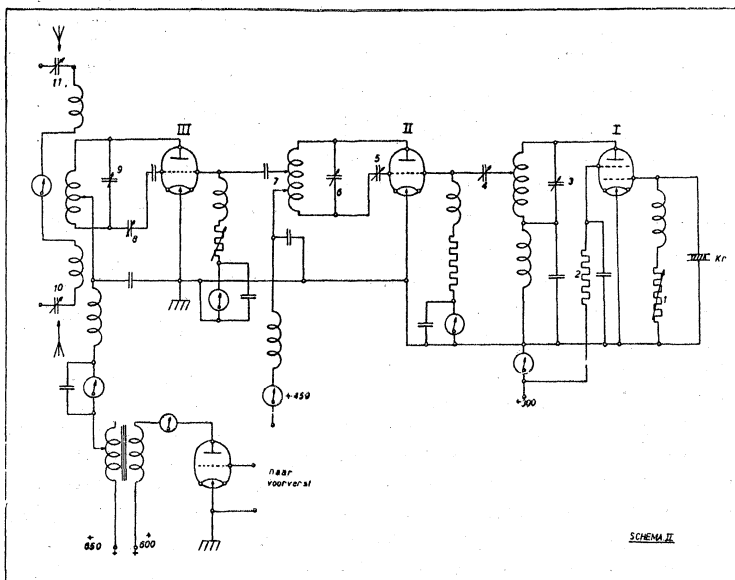 11.
III
II
I
9
8
7
6
5
4
3
2
1
Kr
10
+450
+300
naar
voorverst
+ +
650 600
+ +
SCHEMA II